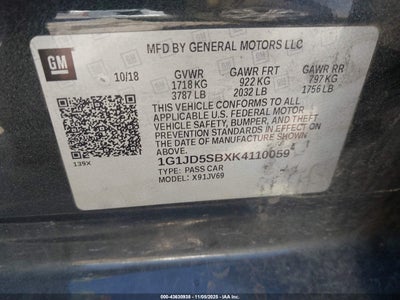 MFD BY GENERAL MOTORS LLC
GM
10/18 GVWR GAWR FRT GAWR RR
1718 KG 922 KG 797 KG
3787 LB 2032 LB 1756 LB
THIS VEHICLE CONFORMS TO ALL
APPLICABLE U.S. FEDERAL MOTOR
VEHICLE SAFETY, BUMPER, AND THEFT
PREVENTION STANDARDS IN EFFECT ON
THE DATE OF MANUFACTURE
SHOWN ABOVE.
139X
1G1JD5SBXK4110059
TYPE: PASS CAR
MODEL: X91JV69
000-43630938 - 11/05/2025 - IAA